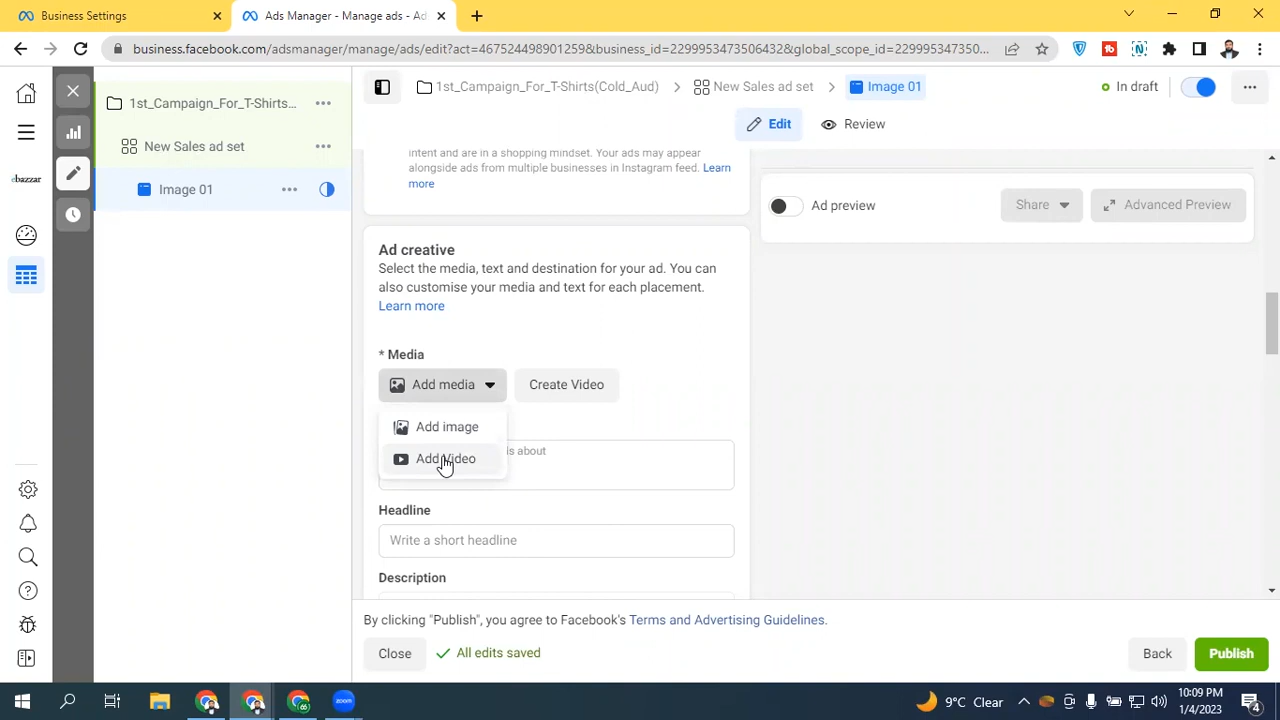 Business Settings
Ads Manager - Manage ads - Ad
business.facebook.com/adsmanager/manage/ads/edit?act=467524498901259&business_id=2299953473506432&global_scope_id=229995347350...
1st_Campaign_For_T-Shirts(Cold_Aud)
New Sales ad set
Image 01
In draft
Edit
Review
ebazzar
1st_Campaign_For_T-Shirts...
New Sales ad set
Image 01
intent and are in a shopping mindset. Your ads may appear
alongside ads from multiple businesses in Instagram feed. Learn
more
Ad creative
Select the media, text and destination for your ad. You can
also customise your media and text for each placement.
Learn more
* Media
Add media
Create Video
Add image
Add Video
s about
Headline
Write a short headline
Description
Ad preview
Share
Advanced Preview
By clicking "Publish", you agree to Facebook's Terms and Advertising Guidelines.
Close
All edits saved
Back
Publish
zoom
9°C Clear
10:09 PM
1/4/2023
4